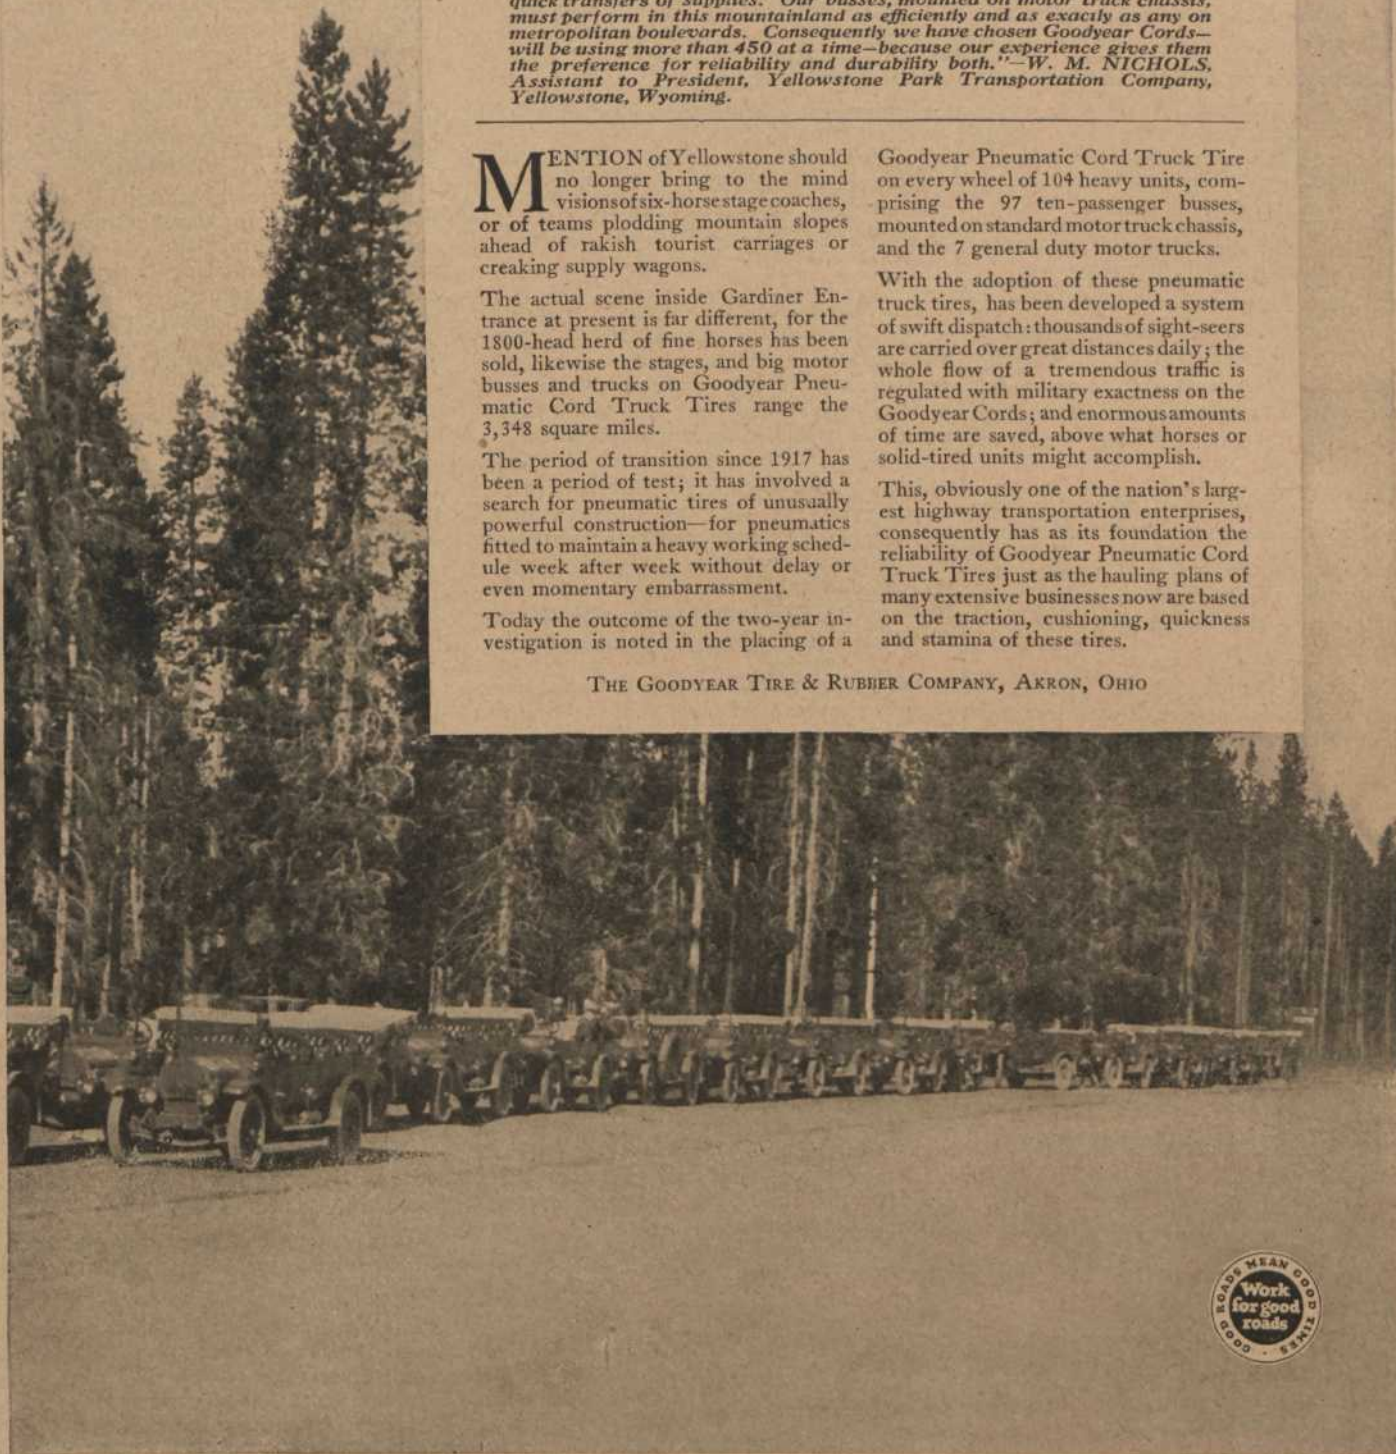 quick transfers of supplies. Our busses, mounted on motor truck chassis,
must perform in this mountainland as efficiently and as exactly as any on
metropolitan boulevards. Consequently we have chosen Goodyear Cords—
will be using more than 450 at a time—because our experience gives them
the preference for reliability and durability both."—W. M. NICHOLS,
Assistant to President, Yellowstone Park Transportation Company,
Yellowstone, Wyoming.
MENTION of Yellowstone should
no longer bring to the mind
visions of six-horse stage coaches,
or of teams plodding mountain slopes
ahead of rakish tourist carriages or
creaking supply wagons.
The actual scene inside Gardiner En-
trance at present is far different, for the
1800-head herd of fine horses has been
sold, likewise the stages, and big motor
busses and trucks on Goodyear Pneu-
matic Cord Truck Tires range the
3,348 square miles.
The period of transition since 1917 has
been a period of test; it has involved a
search for pneumatic tires of unusually
powerful construction—for pneumatics
fitted to maintain a heavy working sched-
ule week after week without delay or
even momentary embarrassment.
Today the outcome of the two-year in-
vestigation is noted in the placing of a
Goodyear Pneumatic Cord Truck Tire
on every wheel of 104 heavy units, com-
prising the 97 ten-passenger busses,
mounted on standard motor truck chassis,
and the 7 general duty motor trucks.
With the adoption of these pneumatic
truck tires, has been developed a system
of swift dispatch: thousands of sight-seers
are carried over great distances daily; the
whole flow of a tremendous traffic is
regulated with military exactness on the
Goodyear Cords; and enormous amounts
of time are saved, above what horses or
solid-tired units might accomplish.
This, obviously one of the nation's larg-
est highway transportation enterprises,
consequently has as its foundation the
reliability of Goodyear Pneumatic Cord
Truck Tires just as the hauling plans of
many extensive businesses now are based
on the traction, cushioning, quickness
and stamina of these tires.
THE GOODYEAR TIRE & RUBBER COMPANY, AKRON, OHIO
GOOD ROADS MEAN GOOD TIMES
Work
for good
roads